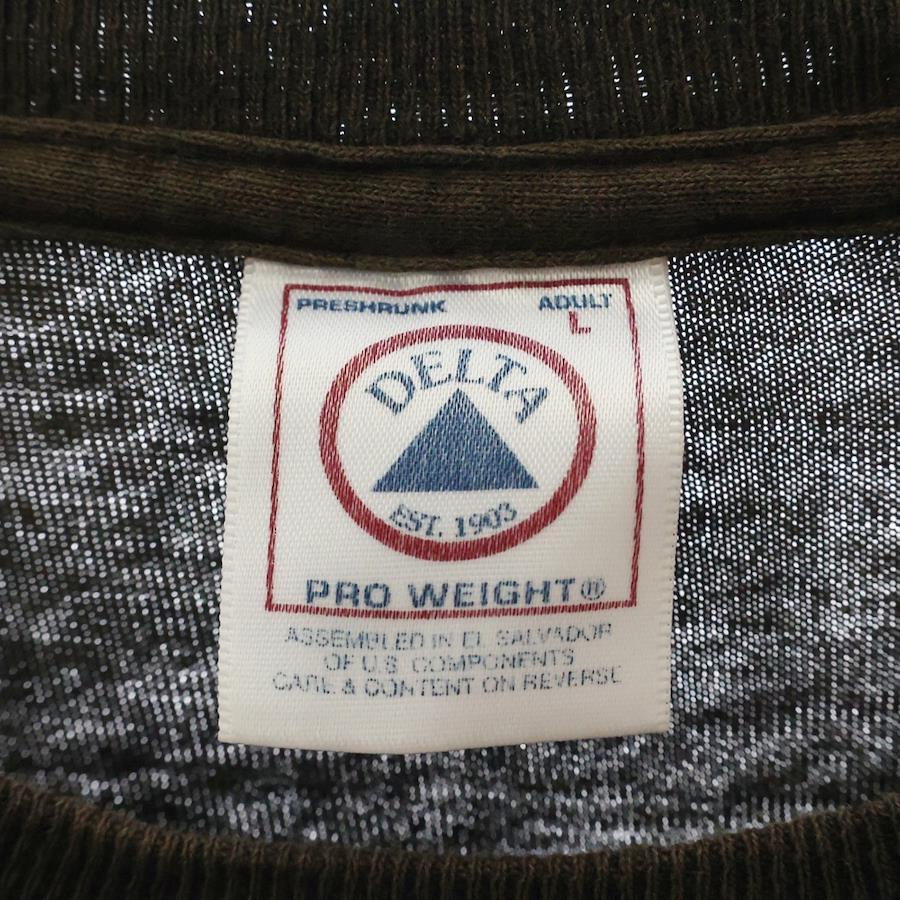 PRESHRUNK ADULT
L
DELTA
EST. 1903
PRO WEIGHT®
ASSEMBLED IN EL SALVADOR
OF U.S. COMPONENTS
CARE & CONTENT ON REVERSE